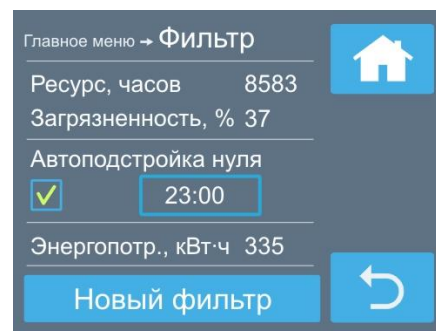 Главное меню → Фильтр
Ресурс, часов 8583
Загрязненность, % 37
Автоподстройка нуля
23:00
Энергопотр., кВт·ч 335
Новый фильтр